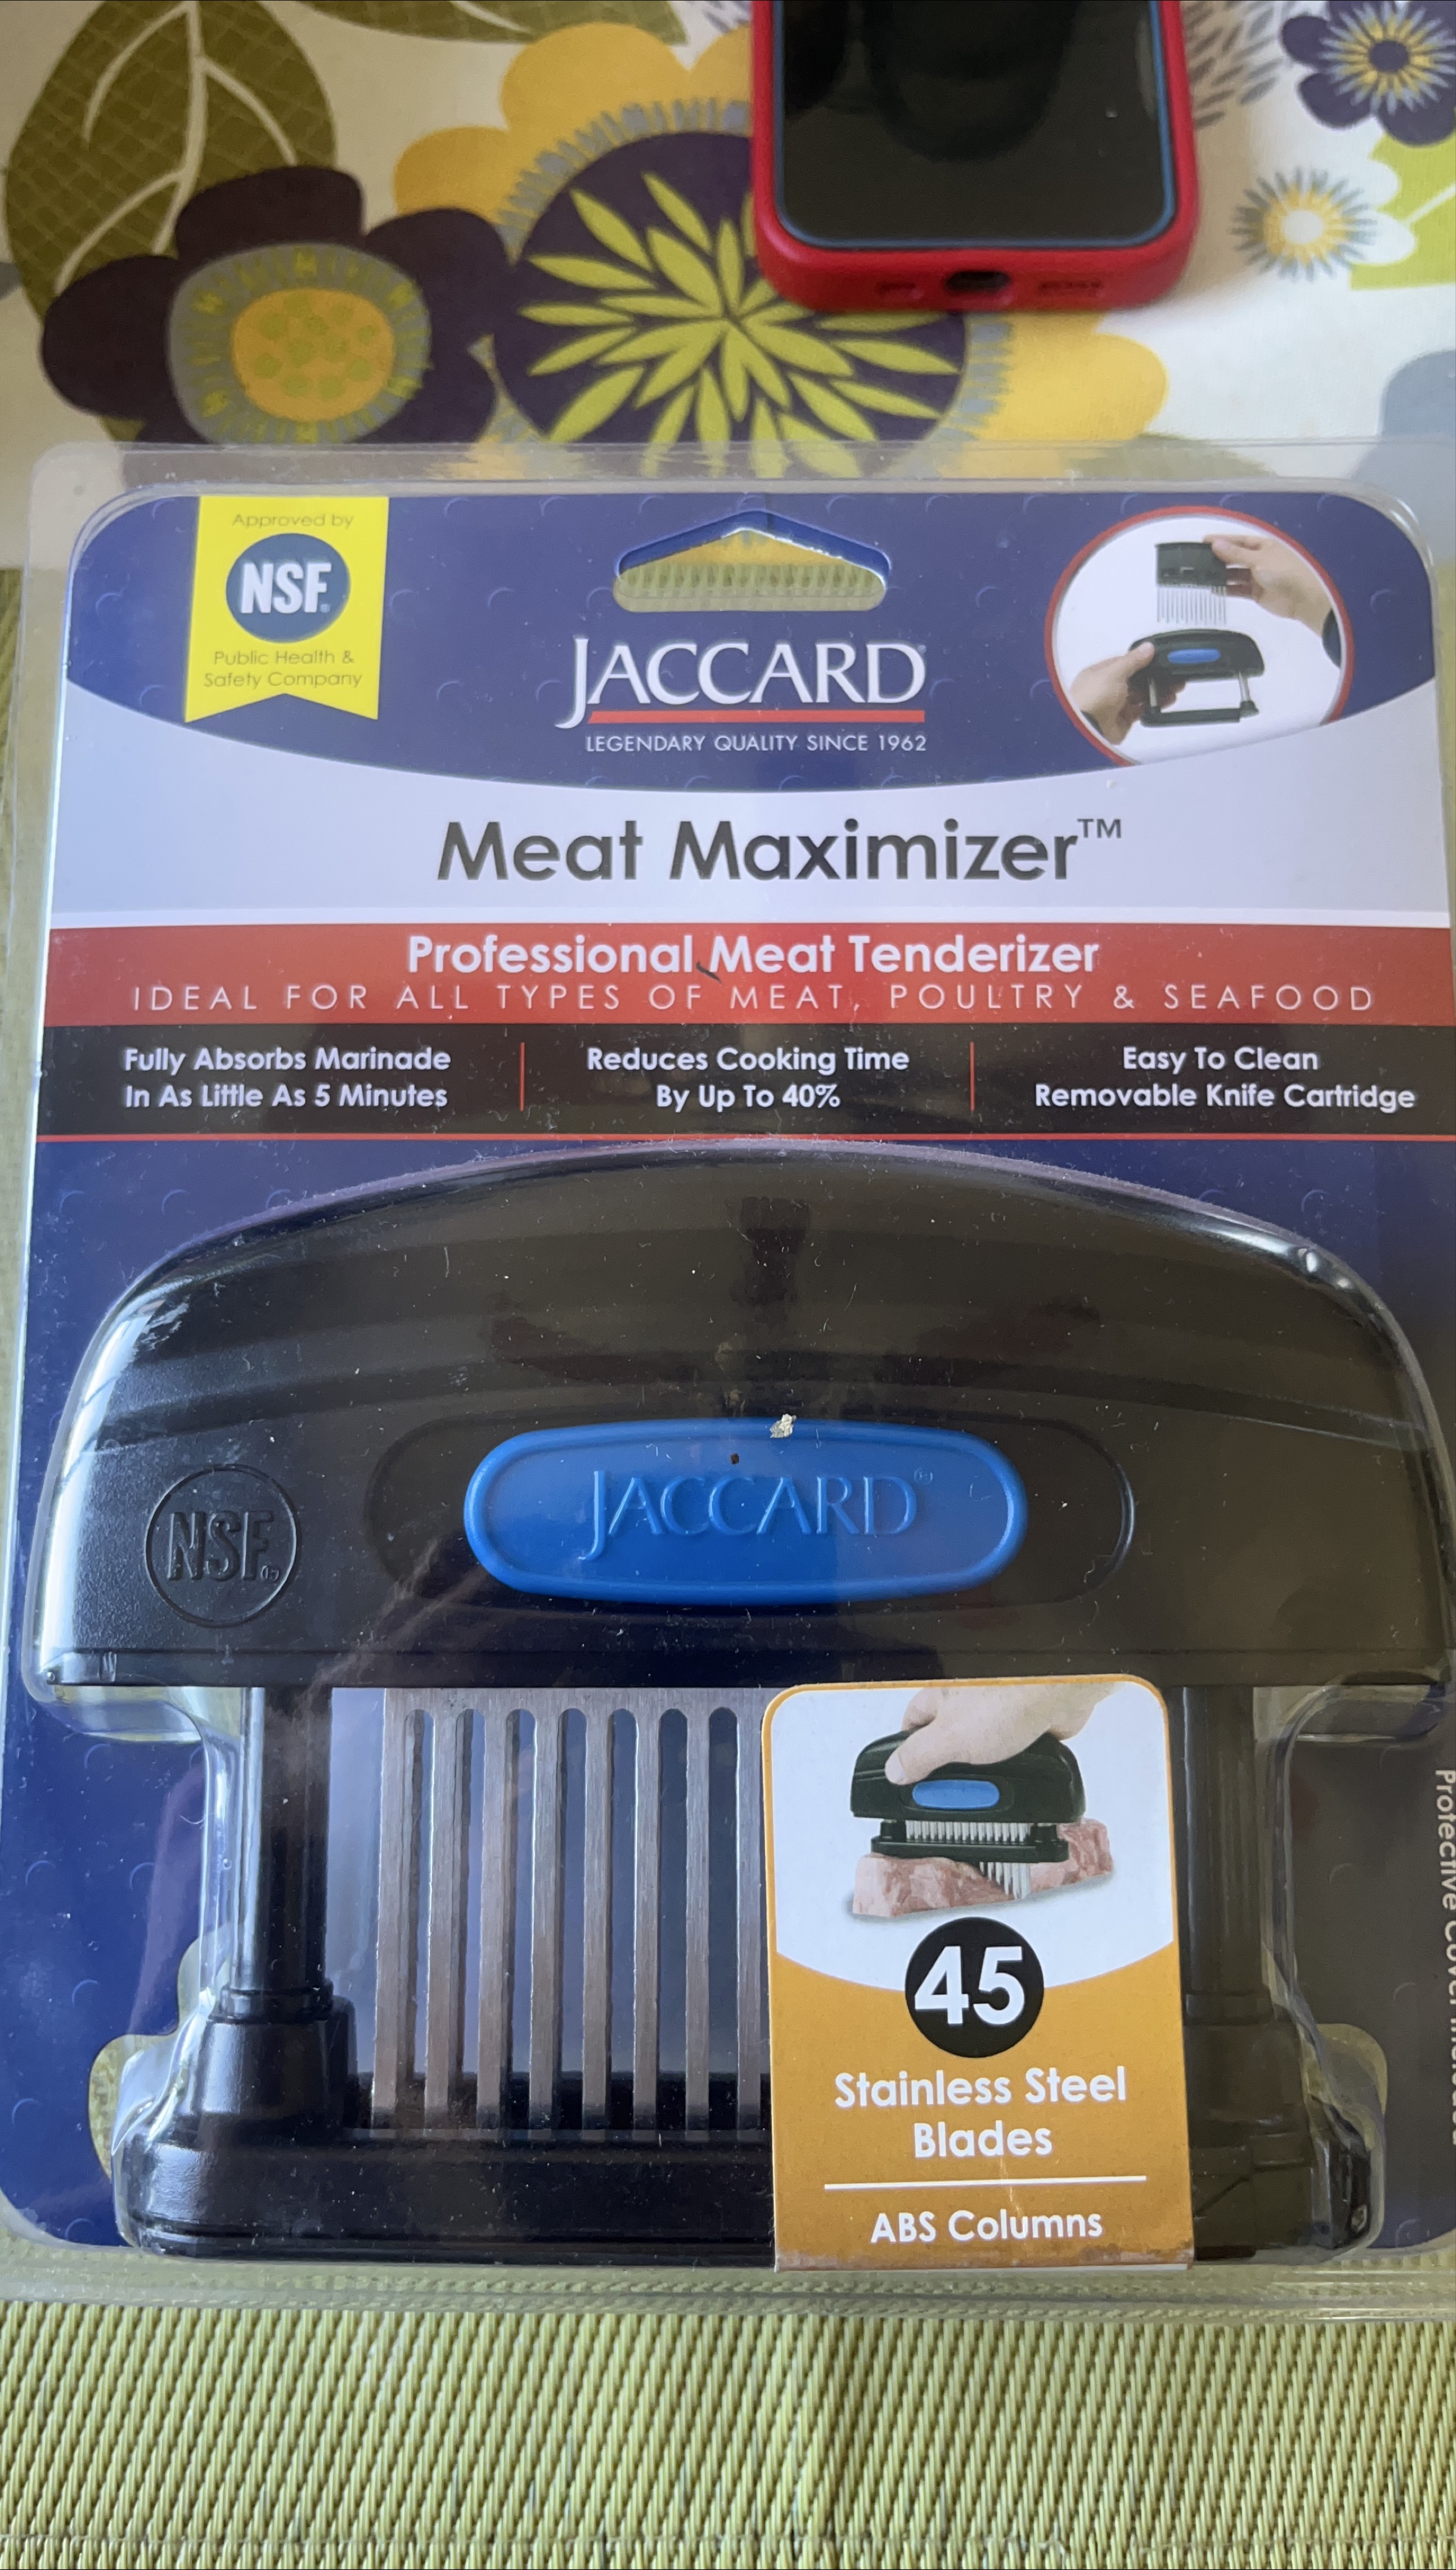 Approved by
NSF®
Public Health &
Safety Company
JACCARD®
LEGENDARY QUALITY SINCE 1962
Meat Maximizer™
Professional Meat Tenderizer
IDEAL FOR ALL TYPES OF MEAT, POULTRY & SEAFOOD
Fully Absorbs Marinade
In As Little As 5 Minutes
Reduces Cooking Time
By Up To 40%
Easy To Clean
Removable Knife Cartridge
NSF®
JACCARD®
45
Stainless Steel
Blades
ABS Columns
Protective Cover